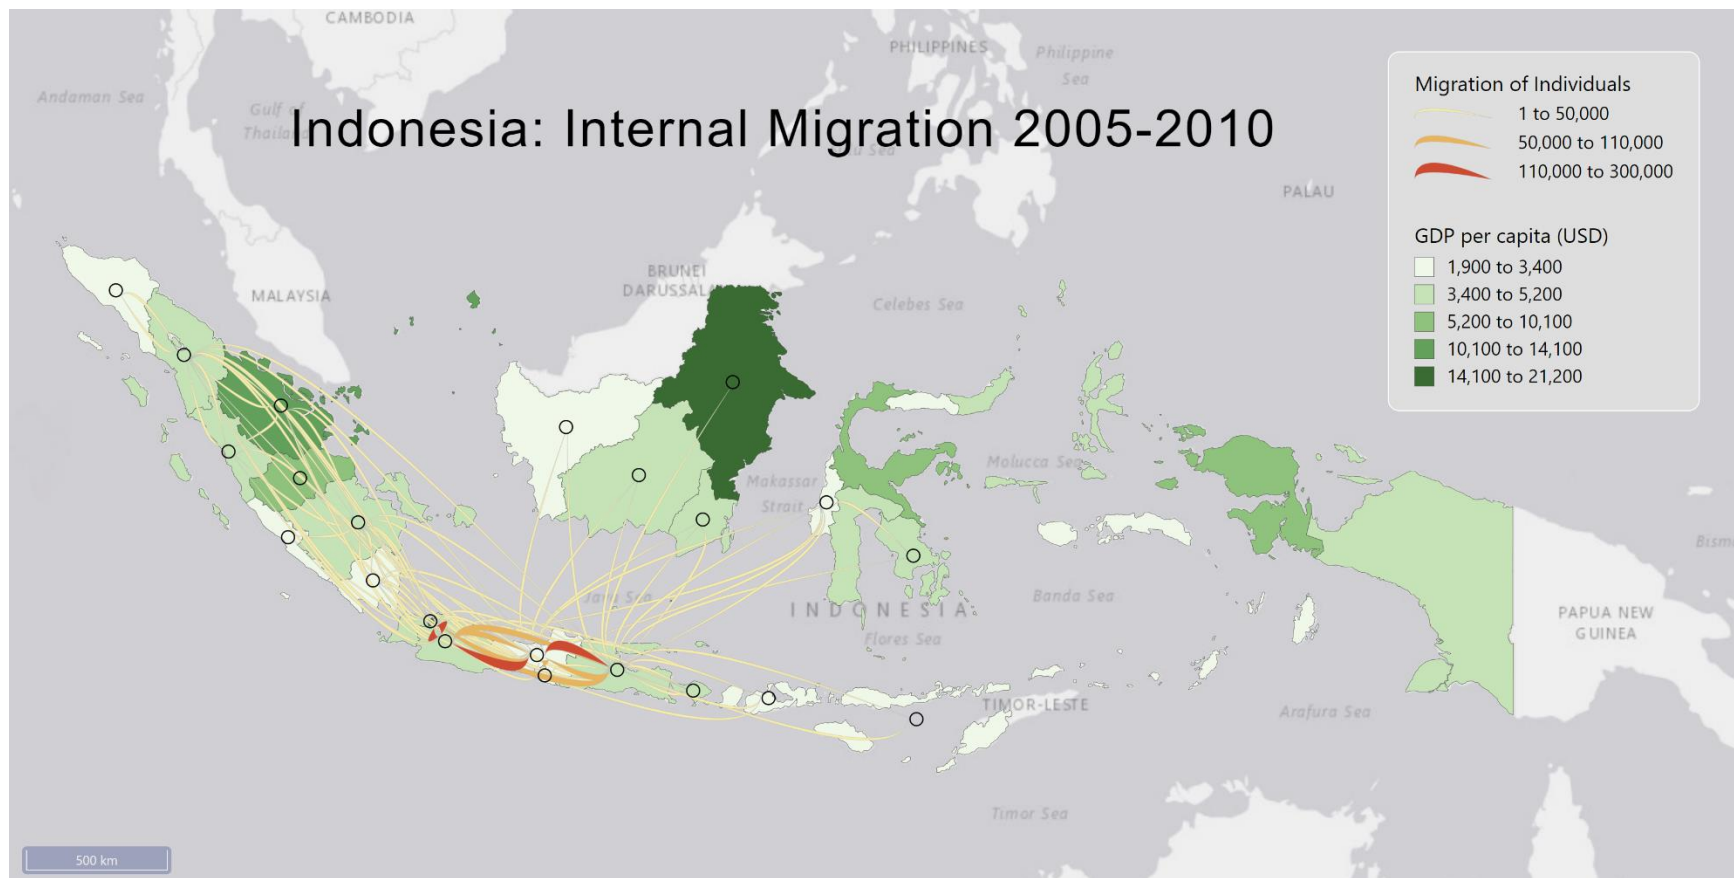 CAMBODIA
PHILIPPINES
Philippine
Sea
Andaman Sea
Gulf of
Indonesia: Internal Migration 2005-2010
Migration of Individuals
1 to 50,000
50,000 to 110,000
110,000 to 300,000
PALAU
GDP per capita (USD)
1,900 to 3,400
3,400 to 5,200
5,200 to 10,100
10,100 to 14,100
14,100 to 21,200
MALAYSIA
BRUNEI
Celebes Sea
Makassar
Strait
Molucca Sea
Java Sea
INDONESIA
Banda Sea
Flores Sea
PAPUA NEW
GUINEA
TIMOR-LESTE
Arafura Sea
Timor Sea
500 km